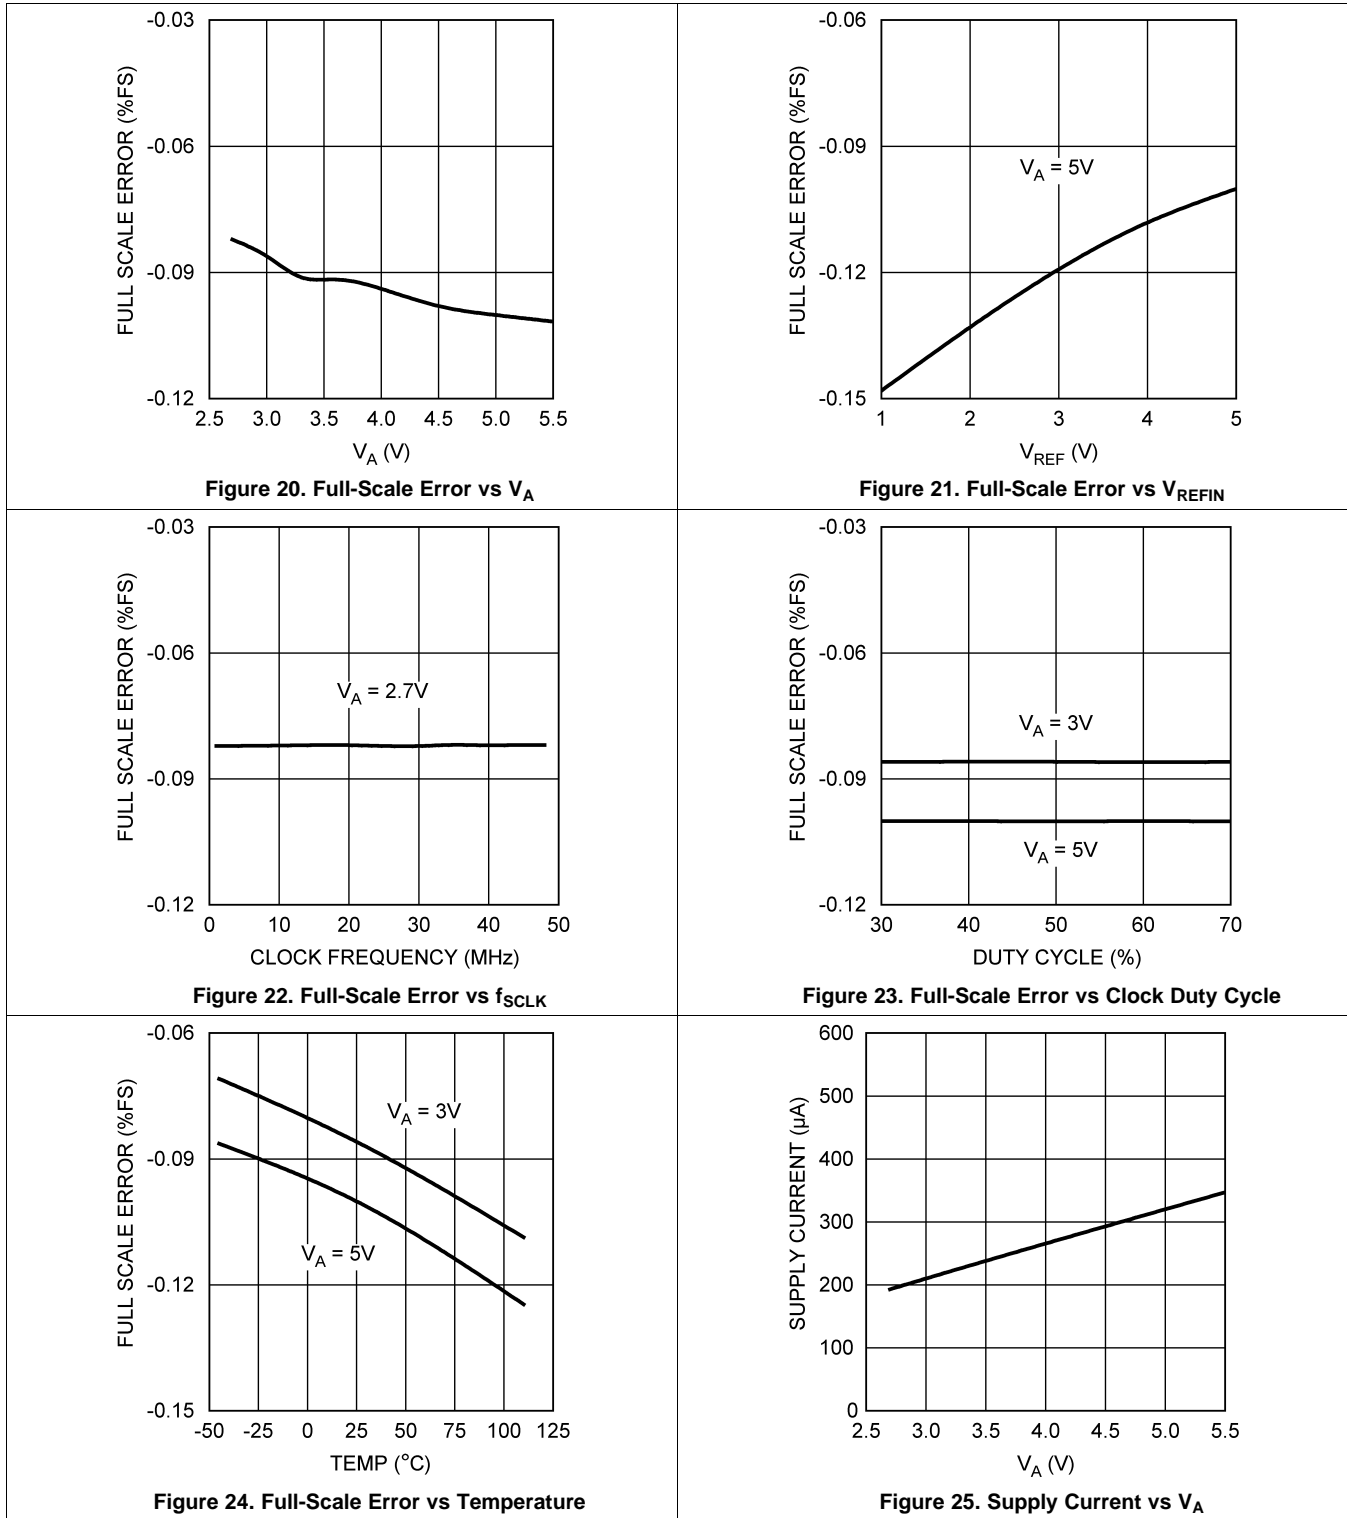 -0.03
-0.06
-0.09
-0.12
FULL SCALE ERROR (%FS)
2.5 3.0 3.5 4.0 4.5 5.0 5.5
V_A (V)
Figure 20. Full-Scale Error vs V_A
-0.06
-0.09
-0.12
-0.15
FULL SCALE ERROR (%FS)
V_A = 5V
1 2 3 4 5
V_REF (V)
Figure 21. Full-Scale Error vs V_REFIN
-0.03
-0.06
-0.09
-0.12
FULL SCALE ERROR (%FS)
V_A = 2.7V
0 10 20 30 40 50
CLOCK FREQUENCY (MHz)
Figure 22. Full-Scale Error vs f_SCLK
-0.03
-0.06
-0.09
-0.12
FULL SCALE ERROR (%FS)
V_A = 3V
V_A = 5V
30 40 50 60 70
DUTY CYCLE (%)
Figure 23. Full-Scale Error vs Clock Duty Cycle
-0.06
-0.09
-0.12
-0.15
FULL SCALE ERROR (%FS)
V_A = 3V
V_A = 5V
-50 -25 0 25 50 75 100 125
TEMP (°C)
Figure 24. Full-Scale Error vs Temperature
600
500
400
300
200
100
0
SUPPLY CURRENT (µA)
2.5 3.0 3.5 4.0 4.5 5.0 5.5
V_A (V)
Figure 25. Supply Current vs V_A